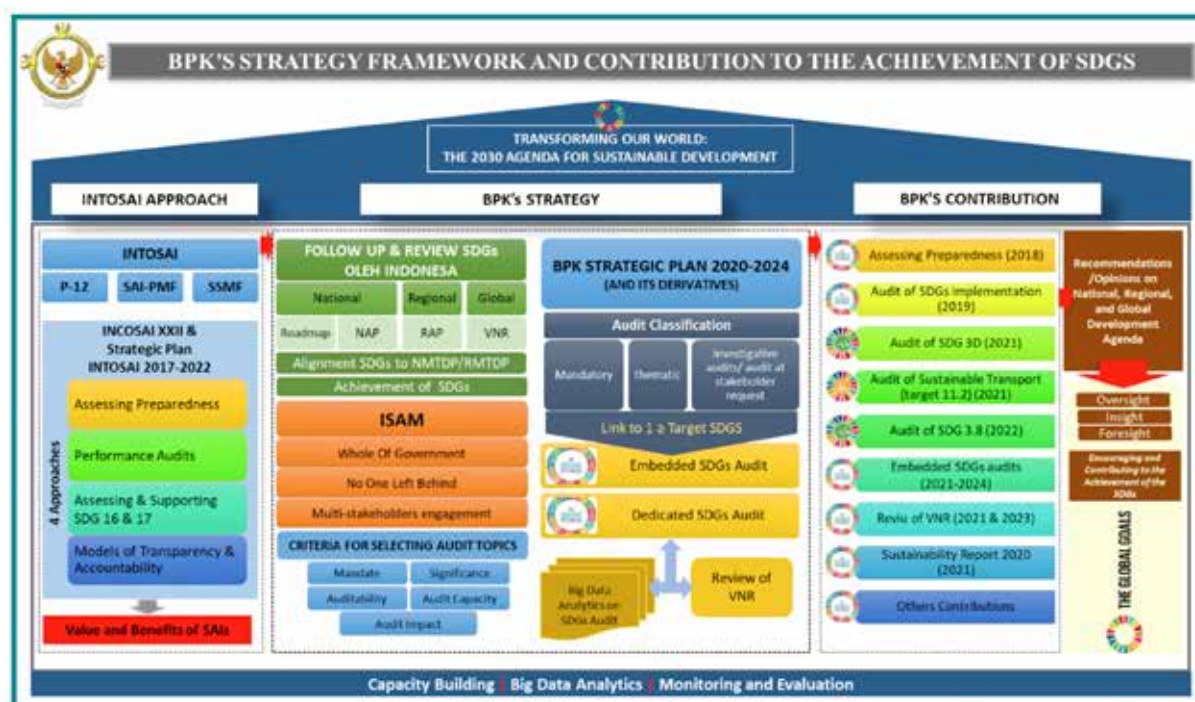 BPK'S STRATEGY FRAMEWORK AND CONTRIBUTION TO THE ACHIEVEMENT OF SDGS
TRANSFORMING OUR WORLD:
THE 2030 AGENDA FOR SUSTAINABLE DEVELOPMENT
INTOSAI APPROACH
BPK's STRATEGY
BPK'S CONTRIBUTION
INTOSAI
P-12
SAI-PMF
SSMF
INCOSAI XXII &
Strategic Plan
INTOSAI 2017-2022
4 Approaches
Assessing Preparedness
Performance Audits
Assessing & Supporting
SDG 16 & 17
Models of Transparency &
Accountability
Value and Benefits of SAIs
FOLLOW UP & REVIEW SDGs
OLEH INDONESA
National
Regional
Global
Roadmap
NAP
RAP
VNR
Alignment SDGs to NMTDP/RMTDP
Achievement of SDGs
ISAM
Whole Of Government
No One Left Behind
Multi-stakeholders engagement
CRITERIA FOR SELECTING AUDIT TOPICS
Mandate
Significance
Auditability
Audit Capacity
Audit Impact
BPK STRATEGIC PLAN 2020-2024
(AND ITS DERIVATIVES)
Audit Classification
Mandatory
Thematic
Investigative
audits/ audit at
stakeholder
request
Link to 1 ≥ Target SDGS
Embedded SDGs Audit
Dedicated SDGs Audit
Big Data
Analytics on
SDGs Audit
Review of
VNR
Assessing Preparedness (2018)
Audit of SDGs Implementation
(2019)
Audit of SDG 3D (2021)
Audit of Sustainable Transport
(target 11.2) (2021)
Audit of SDG 3.8 (2022)
Embedded SDGs audits
(2021-2024)
Reviu of VNR (2021 & 2023)
Sustainability Report 2020
(2021)
Others Contributions
Recommendations
/Opinions on
National, Regional,
and Global
Development
Agenda
Oversight
Insight
Foresight
Encouraging and
Contributing to the
Achievement of the
SDGs
THE GLOBAL GOALS
Capacity Building | Big Data Analytics | Monitoring and Evaluation